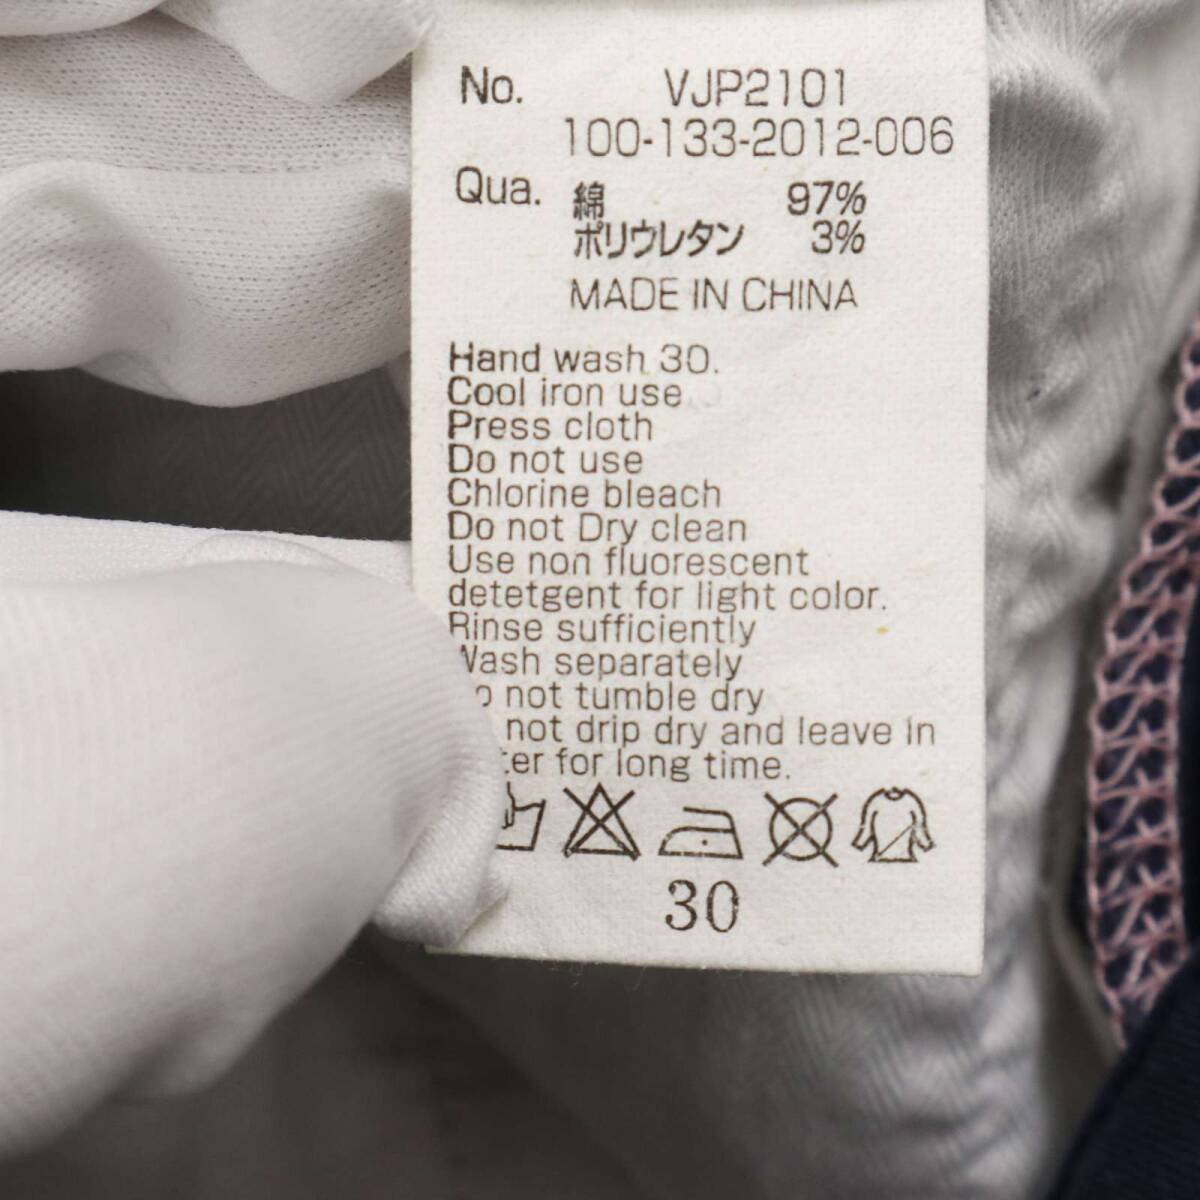 No. VJP2101
100-133-2012-006
Qua. 綿 97%
ポリウレタン 3%
MADE IN CHINA
Hand wash 30.
Cool iron use
Press cloth
Do not use
Chlorine bleach
Do not Dry clean
Use non fluorescent
detetgent for light color.
Rinse sufficiently
Wash separately
not tumble dry
not drip dry and leave in
for long time.
30